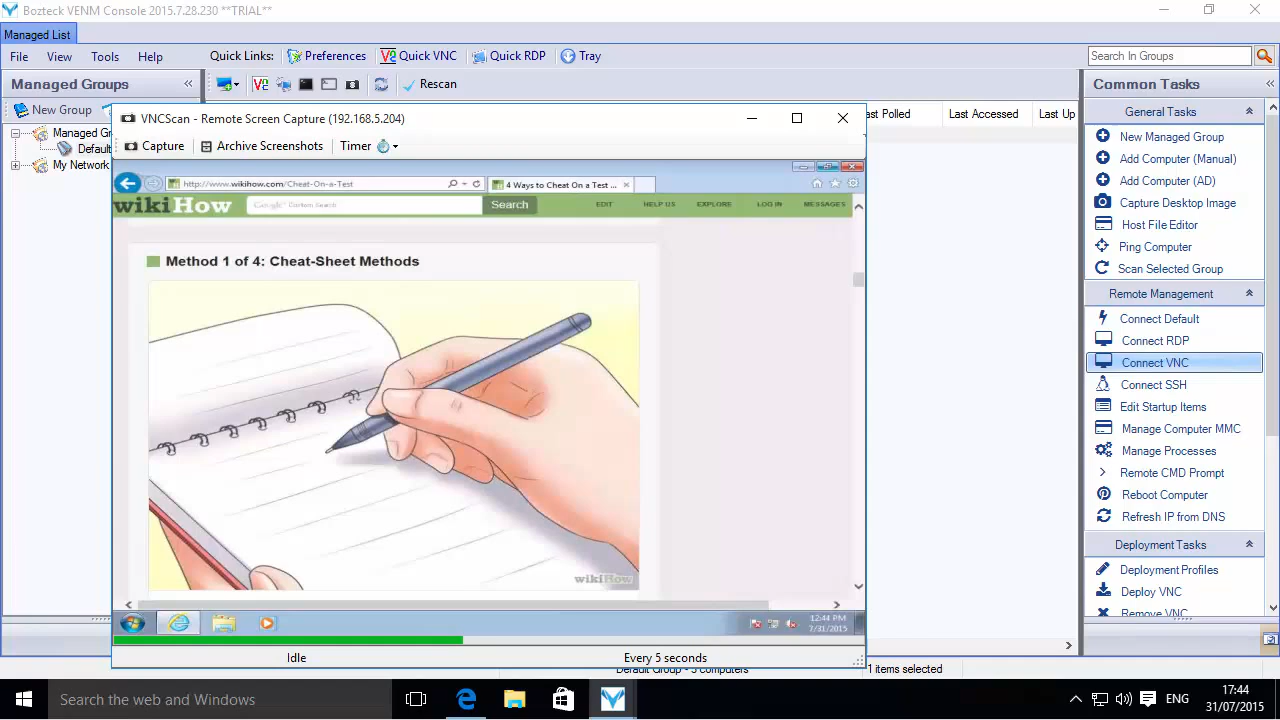 Bozteck VENM Console 2015.7.28.230 **TRIAL**
Managed List
File View Tools Help Quick Links: Preferences Quick VNC Quick RDP Tray Search In Groups
Managed Groups
Rescan
Common Tasks
New Group
Managed Gr
Default
My Network
Last Accessed Last Up
VNCScan - Remote Screen Capture (192.168.5.204)
Capture Archive Screenshots Timer
http://www.wikihow.com/Cheat-On-a-Test
4 Ways to Cheat On a Test ...
wikiHow
Search
EDIT HELP US EXPLORE LOG IN MESSAGES
Method 1 of 4: Cheat-Sheet Methods
wikiHow
12:44 PM
7/31/2015
Idle Every 5 seconds
1 items selected
General Tasks
New Managed Group
Add Computer (Manual)
Add Computer (AD)
Capture Desktop Image
Host File Editor
Ping Computer
Scan Selected Group
Remote Management
Connect Default
Connect RDP
Connect VNC
Connect SSH
Edit Startup Items
Manage Computer MMC
Manage Processes
Remote CMD Prompt
Reboot Computer
Refresh IP from DNS
Deployment Tasks
Deployment Profiles
Deploy VNC
Remove VNC
Search the web and Windows
ENG
17:44
31/07/2015